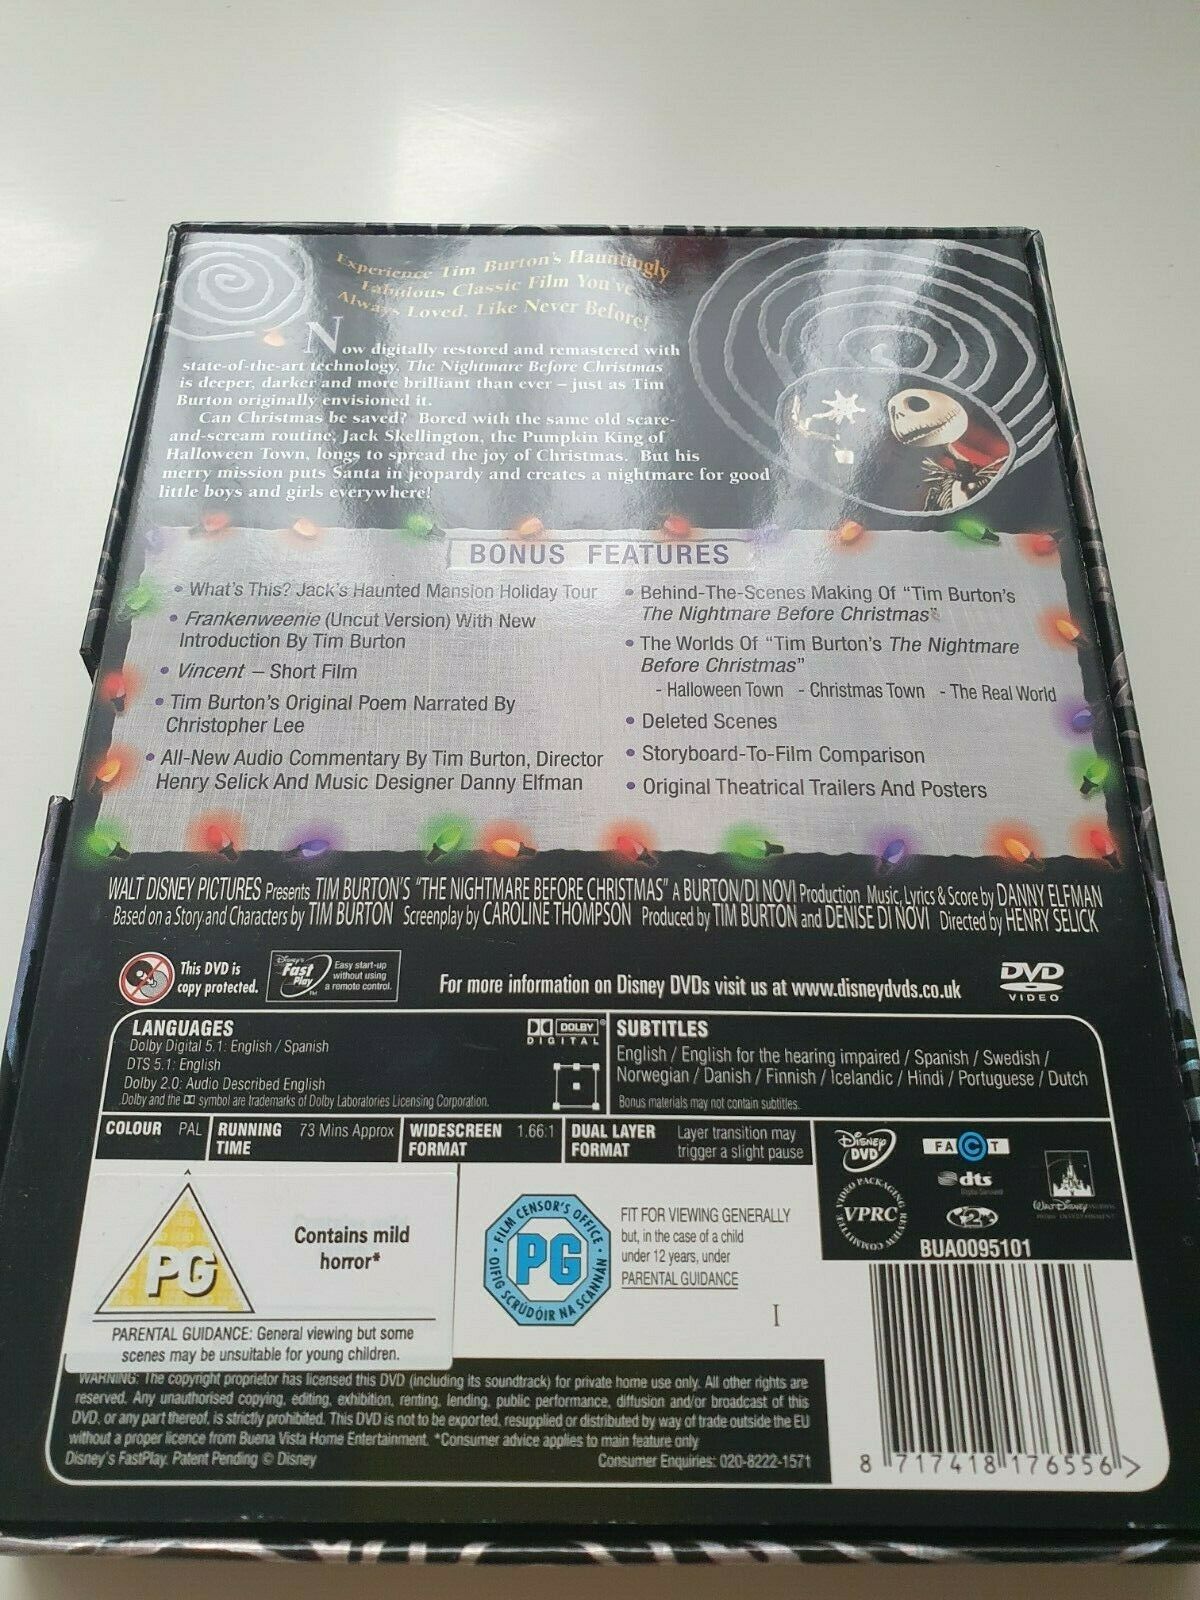 Experience Tim Burton's Hauntingly
Fabulous Classic Film You've
Always Loved, Like Never Before!
Now digitally restored and remastered with
state-of-the-art technology, The Nightmare Before Christmas
is deeper, darker and more brilliant than ever – just as Tim
Burton originally envisioned it.
Can Christmas be saved? Bored with the same old scare-
and-scream routine, Jack Skellington, the Pumpkin King of
Halloween Town, longs to spread the joy of Christmas. But his
merry mission puts Santa in jeopardy and creates a nightmare for good
little boys and girls everywhere!
BONUS FEATURES
• What's This? Jack's Haunted Mansion Holiday Tour
• Frankenweenie (Uncut Version) With New
Introduction By Tim Burton
• Vincent – Short Film
• Tim Burton's Original Poem Narrated By
Christopher Lee
• All-New Audio Commentary By Tim Burton, Director
Henry Selick And Music Designer Danny Elfman
• Behind-The-Scenes Making Of "Tim Burton's
The Nightmare Before Christmas"
• The Worlds Of "Tim Burton's The Nightmare
Before Christmas"
- Halloween Town - Christmas Town - The Real World
• Deleted Scenes
• Storyboard-To-Film Comparison
• Original Theatrical Trailers And Posters
WALT DISNEY PICTURES Presents TIM BURTON'S "THE NIGHTMARE BEFORE CHRISTMAS" A BURTON/DI NOVI Production Music, Lyrics & Score by DANNY ELFMAN
Based on a Story and Characters by TIM BURTON Screenplay by CAROLINE THOMPSON Produced by TIM BURTON and DENISE DI NOVI Directed by HENRY SELICK
This DVD is
copy protected.
Disney's
Fast
Play
TM
Easy start-up
without using
a remote control.
For more information on Disney DVDs visit us at www.disneydvds.co.uk
DVD
VIDEO
LANGUAGES
Dolby Digital 5.1: English / Spanish
DTS 5.1: English
Dolby 2.0: Audio Described English
Dolby and the DD symbol are trademarks of Dolby Laboratories Licensing Corporation.
DOLBY
DIGITAL
SUBTITLES
English / English for the hearing impaired / Spanish / Swedish /
Norwegian / Danish / Finnish / Icelandic / Hindi / Portuguese / Dutch
Bonus materials may not contain subtitles.
COLOUR PAL
RUNNING TIME 73 Mins Approx
WIDESCREEN FORMAT 1.66:1
DUAL LAYER FORMAT Layer transition may
trigger a slight pause
Disney
DVD
FACT
dts
Digital Surround
VIDEO PACKAGING REVIEW COMMITTEE
VPRC
2
WALT DISNEY STUDIOS
HOME ENTERTAINMENT
BUA0095101
PG
Contains mild
horror*
PARENTAL GUIDANCE: General viewing but some
scenes may be unsuitable for young children.
FILM CENSOR'S OFFICE
PG
OIFIG SCRÚDÓIR NA SCANNÁN
FIT FOR VIEWING GENERALLY
but, in the case of a child
under 12 years, under
PARENTAL GUIDANCE
I
WARNING: The copyright proprietor has licensed this DVD (including its soundtrack) for private home use only. All other rights are
reserved. Any unauthorised copying, editing, exhibition, renting, lending, public performance, diffusion and/or broadcast of this
DVD, or any part thereof, is strictly prohibited. This DVD is not to be exported, resupplied or distributed by way of trade outside the EU
without a proper licence from Buena Vista Home Entertainment. *Consumer advice applies to main feature only
Disney's FastPlay. Patent Pending © Disney
Consumer Enquiries: 020-8222-1571
8 717418 176556 >